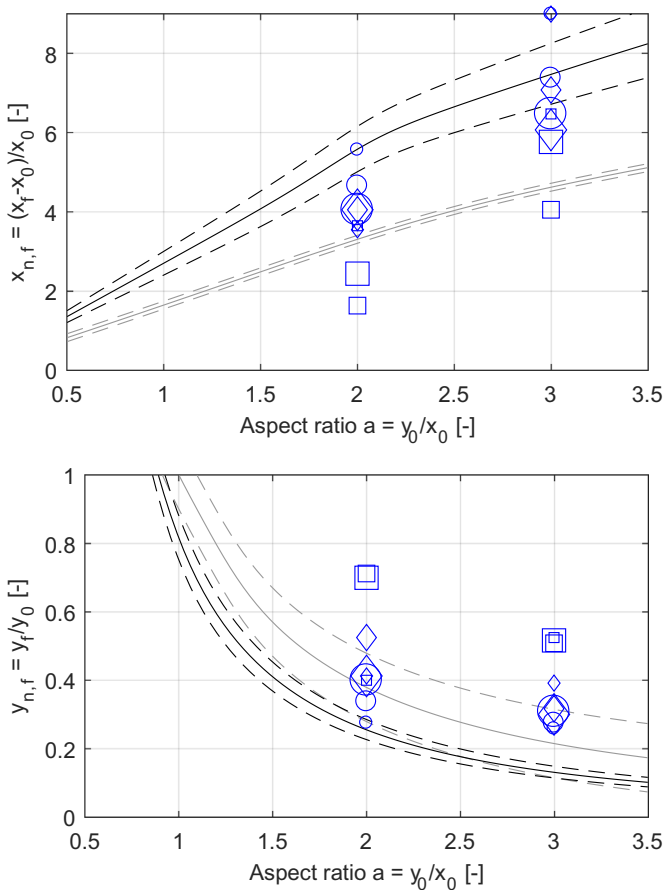 8
6
4
2
0
x_{n,f} = (x_f-x_0)/x_0 [-]
0.5 1 1.5 2 2.5 3 3.5
Aspect ratio a = y_0/x_0 [-]
1
0.8
0.6
0.4
0.2
0
y_{n,f} = y_f/y_0 [-]
0.5 1 1.5 2 2.5 3 3.5
Aspect ratio a = y_0/x_0 [-]